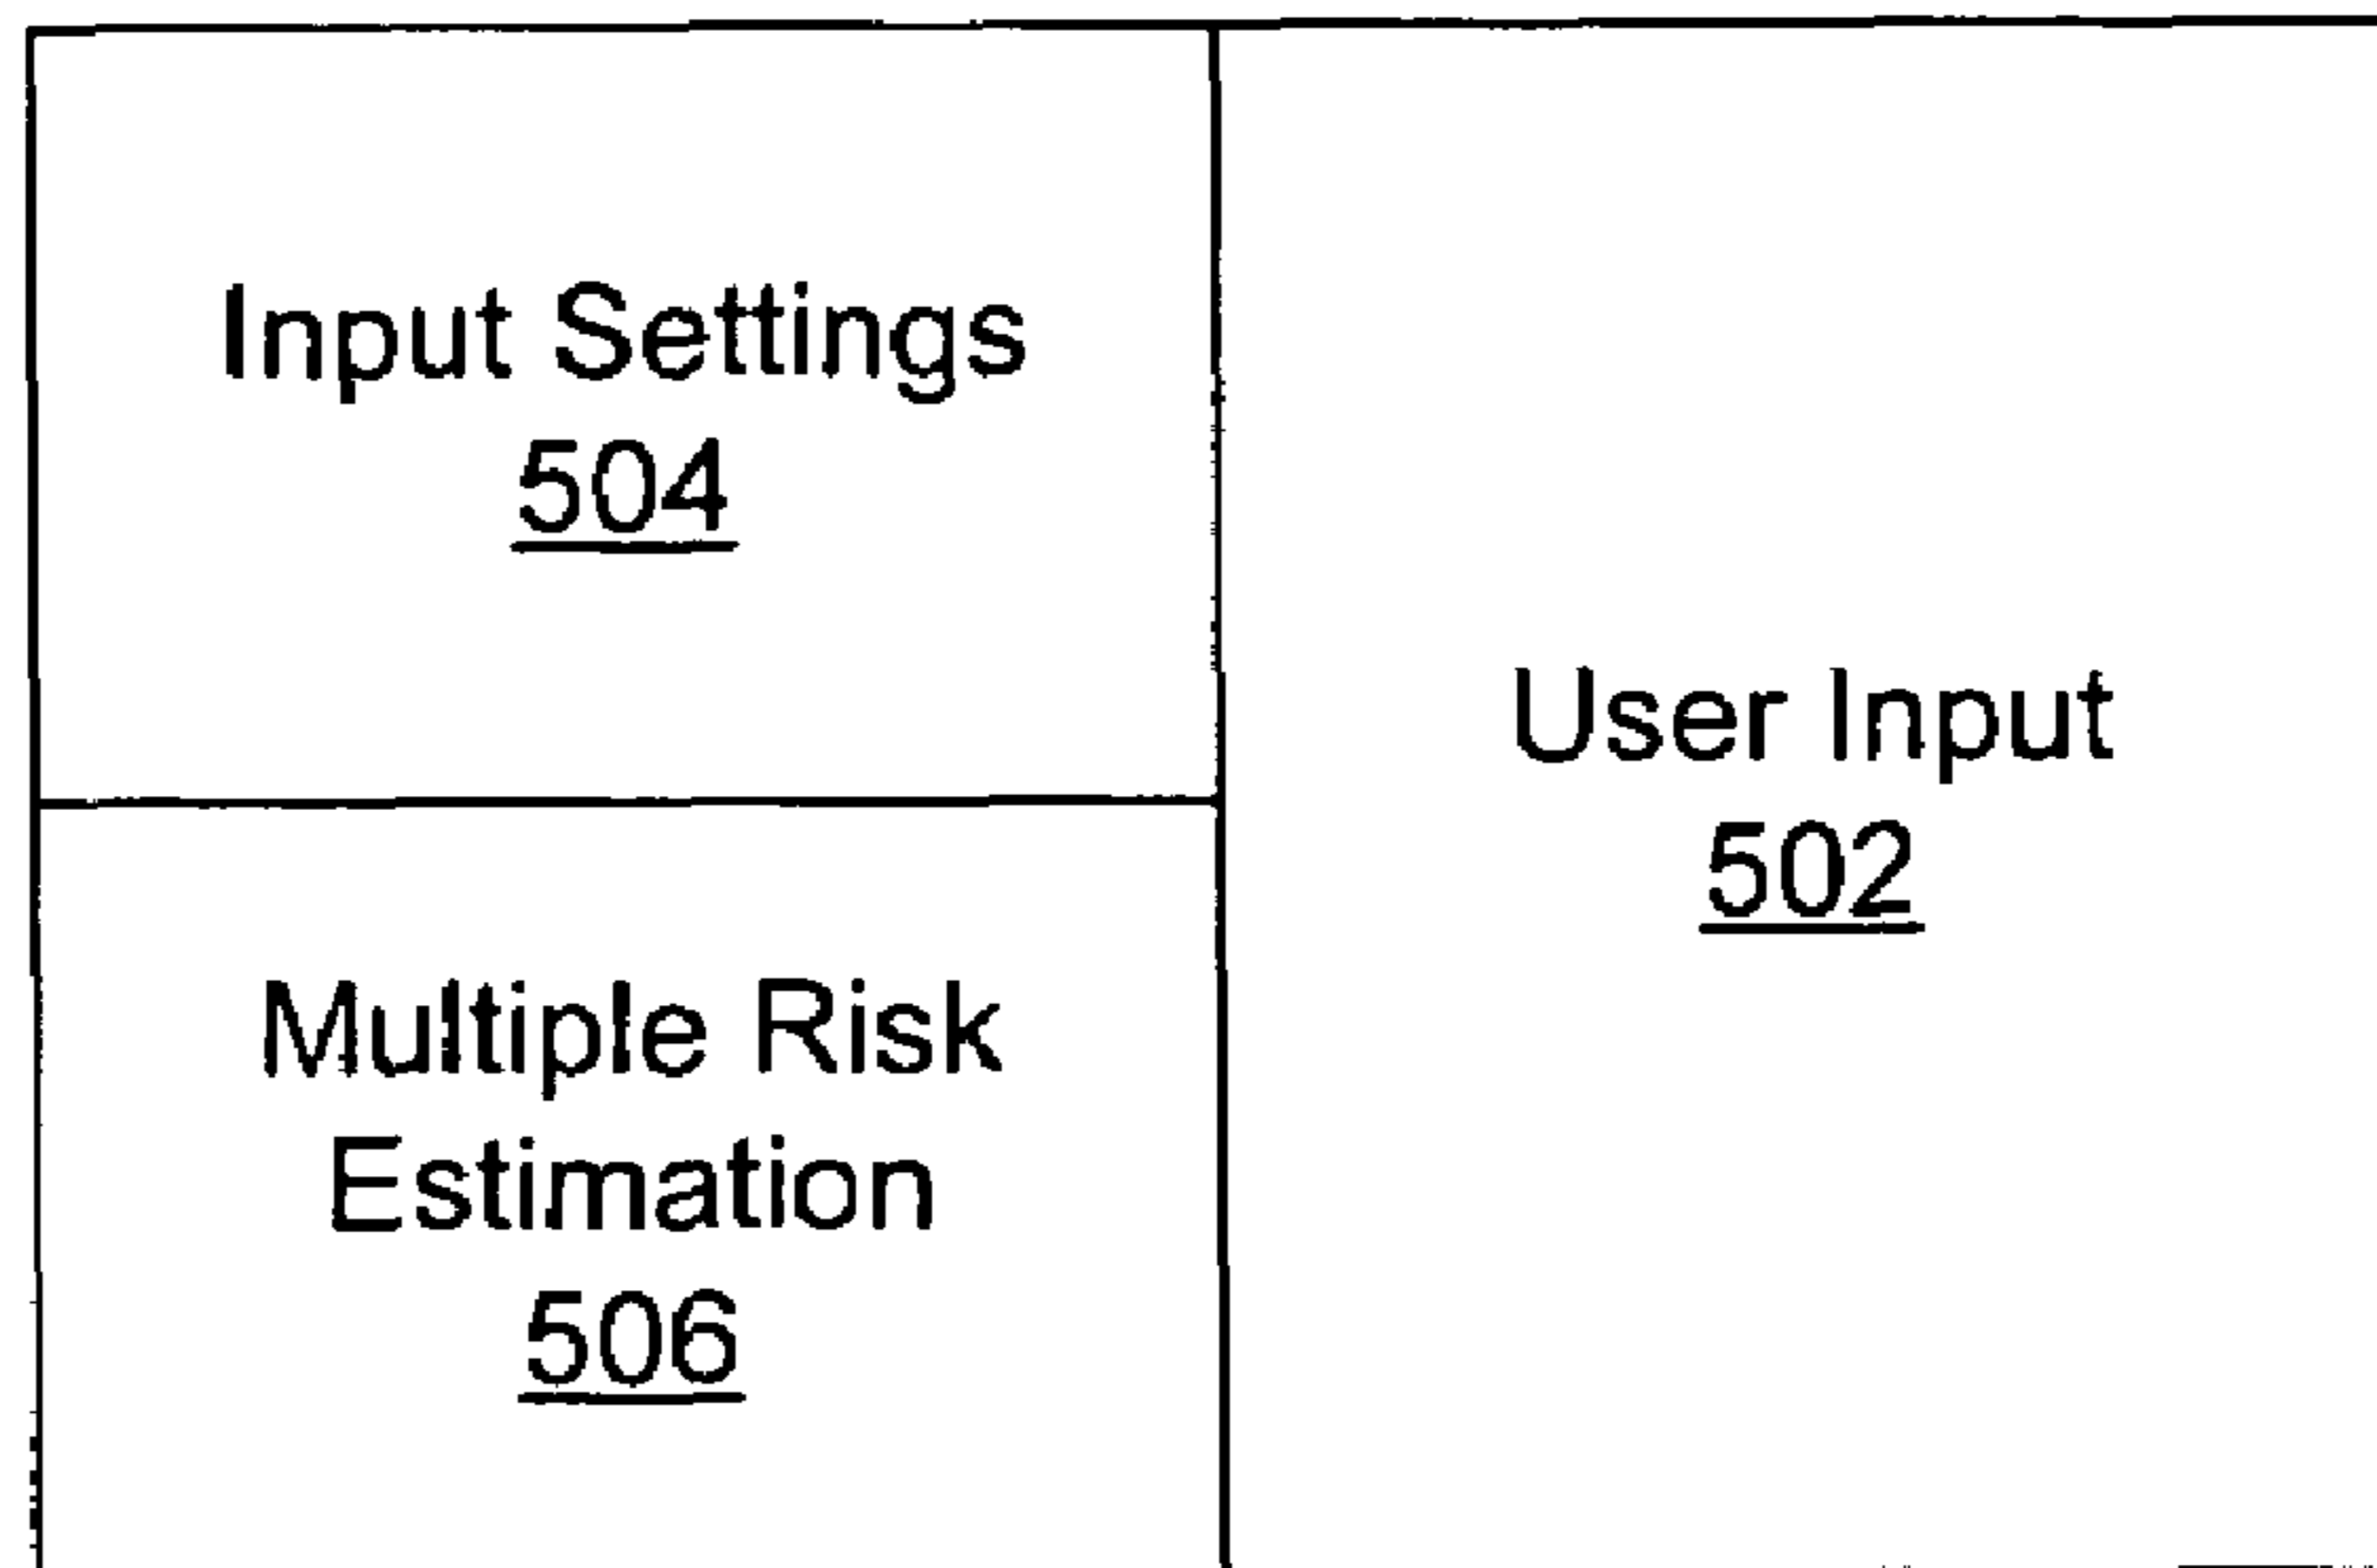 Input Settings
504
Multiple Risk
Estimation
506
User Input
502